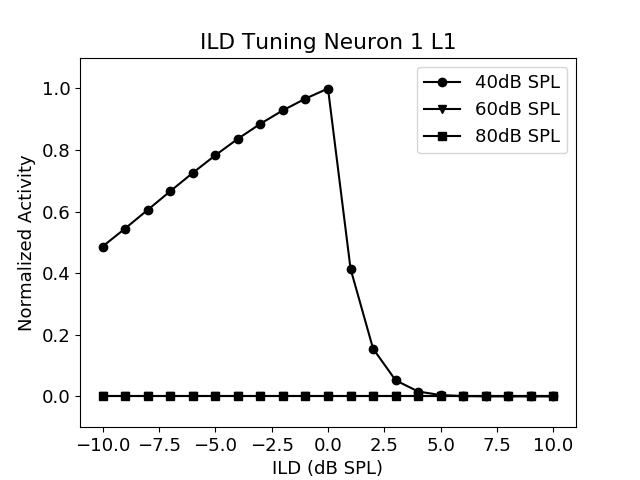 ILD Tuning Neuron 1 L1
40dB SPL
60dB SPL
80dB SPL
Normalized Activity
1.0
0.8
0.6
0.4
0.2
0.0
−10.0 −7.5 −5.0 −2.5 0.0 2.5 5.0 7.5 10.0
ILD (dB SPL)